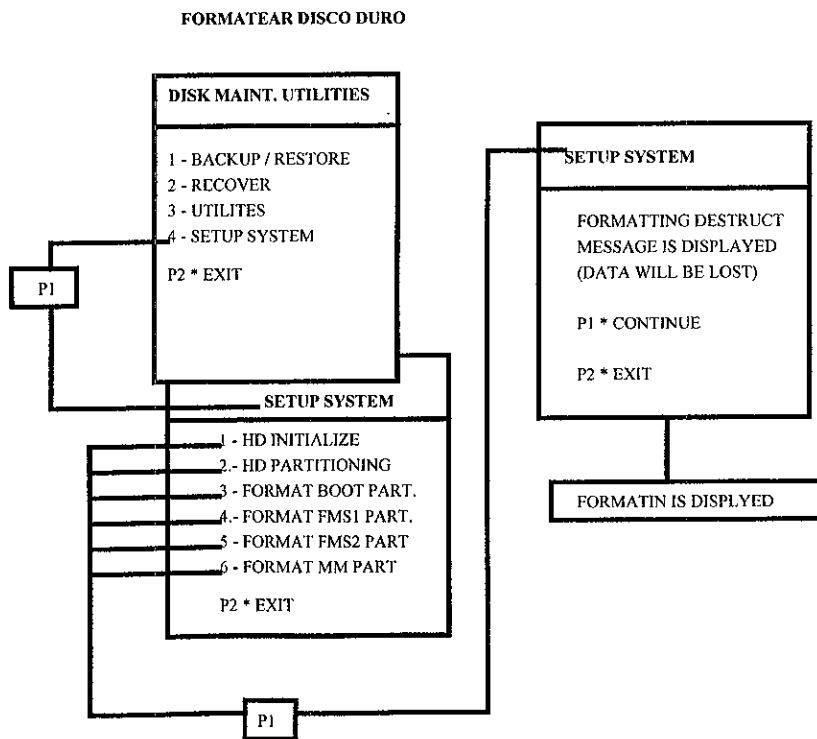 FORMATEAR DISCO DURO
DISK MAINT. UTILITIES
1 - BACKUP / RESTORE
2 - RECOVER
3 - UTILITES
4 - SETUP SYSTEM
P2 * EXIT
P1
SETUP SYSTEM
1 - HD INITIALIZE
2.- HD PARTITIONING
3 - FORMAT BOOT PART.
4.- FORMAT FMS1 PART.
5 - FORMAT FMS2 PART
6 - FORMAT MM PART
P2 * EXIT
P1
SETUP SYSTEM
FORMATTING DESTRUCT
MESSAGE IS DISPLAYED
(DATA WILL BE LOST)
P1 * CONTINUE
P2 * EXIT
FORMATIN IS DISPLYED